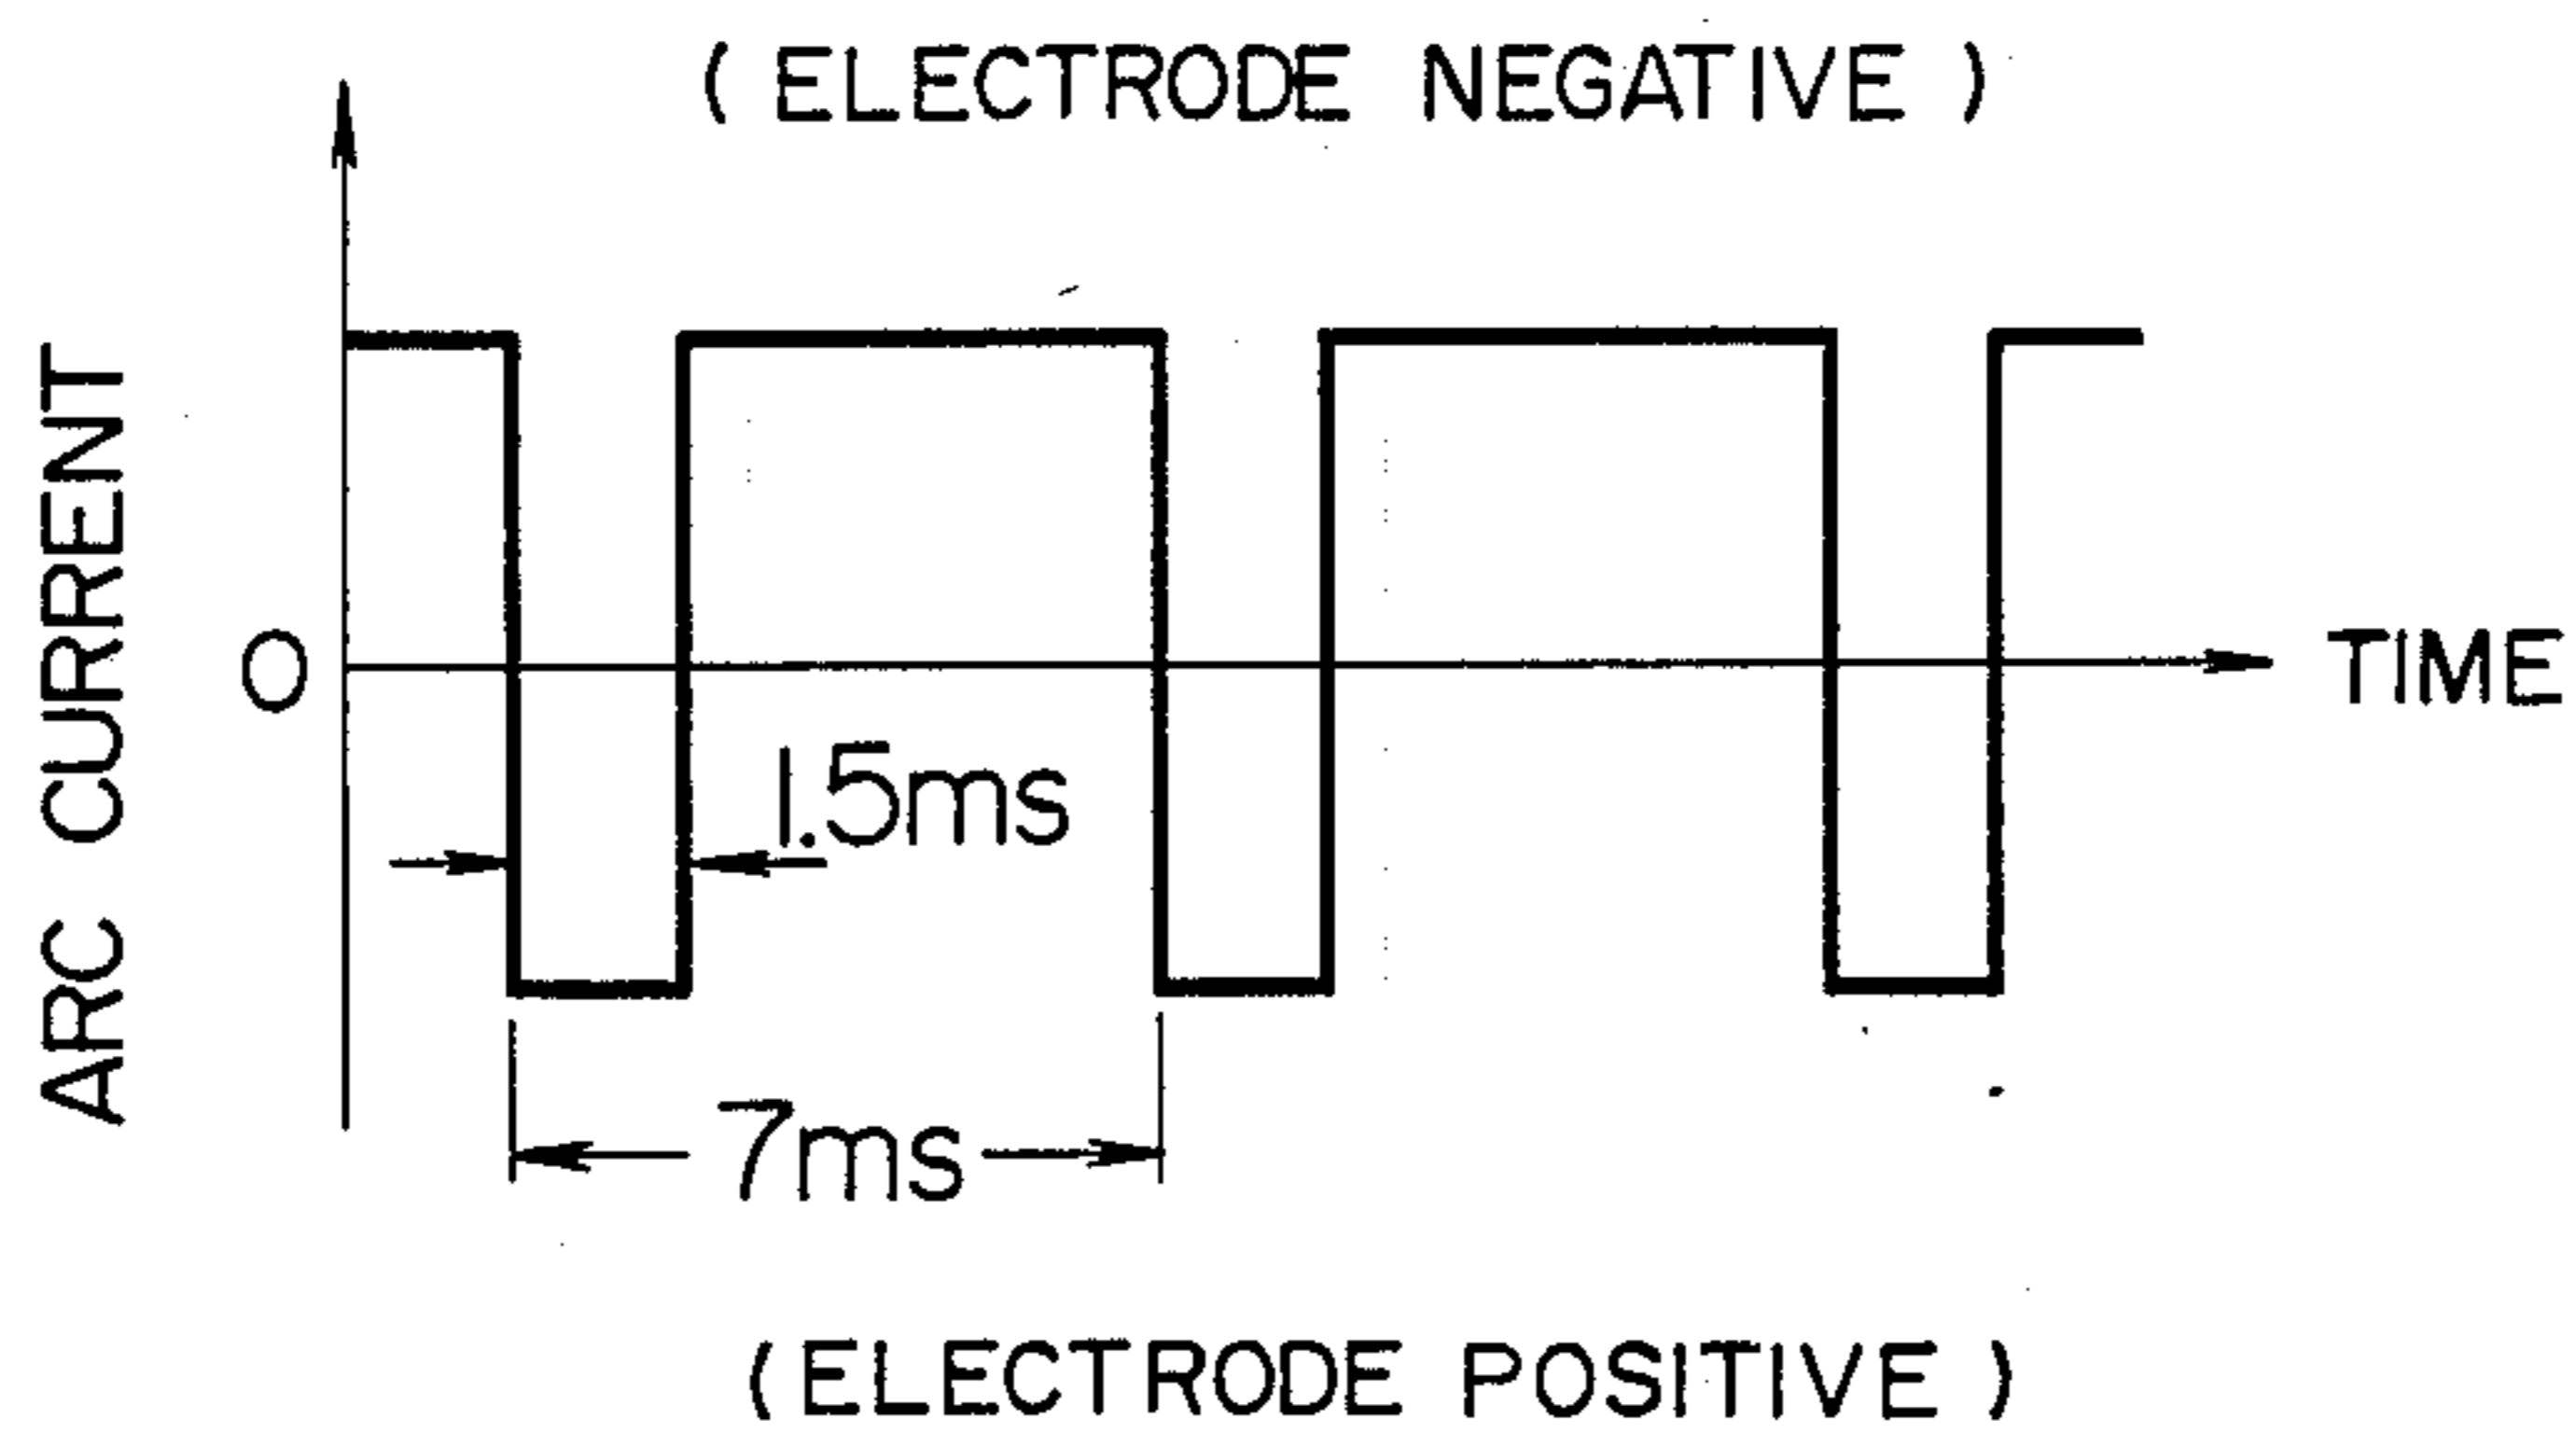 ( ELECTRODE NEGATIVE )
ARC CURRENT
O
TIME
1.5ms
7ms
( ELECTRODE POSITIVE )